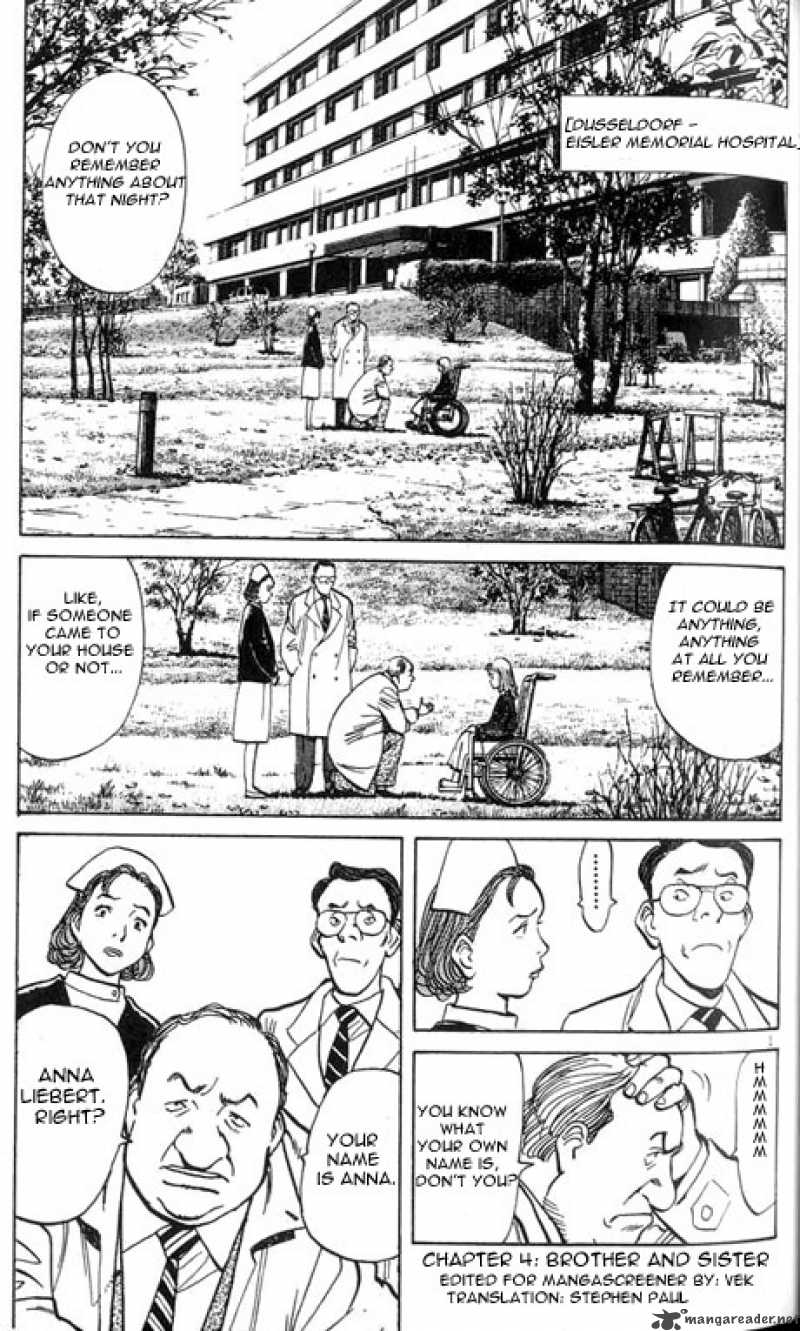 DON'T YOU
REMEMBER
ANYTHING ABOUT
THAT NIGHT?
[DUSSELDORF -
EISLER MEMORIAL HOSPITAL]
LIKE,
IF SOMEONE
CAME TO
YOUR HOUSE
OR NOT...
IT COULD BE
ANYTHING,
ANYTHING
AT ALL YOU
REMEMBER...
ANNA
LIEBERT.
RIGHT?
YOUR
NAME
IS ANNA.
........
1
HMMMMMM
YOU KNOW
WHAT
YOUR OWN
NAME IS,
DON'T YOU?
CHAPTER 4: BROTHER AND SISTER
EDITED FOR MANGASCREENER BY: VEK
TRANSLATION: STEPHEN PAUL
mangareader.net